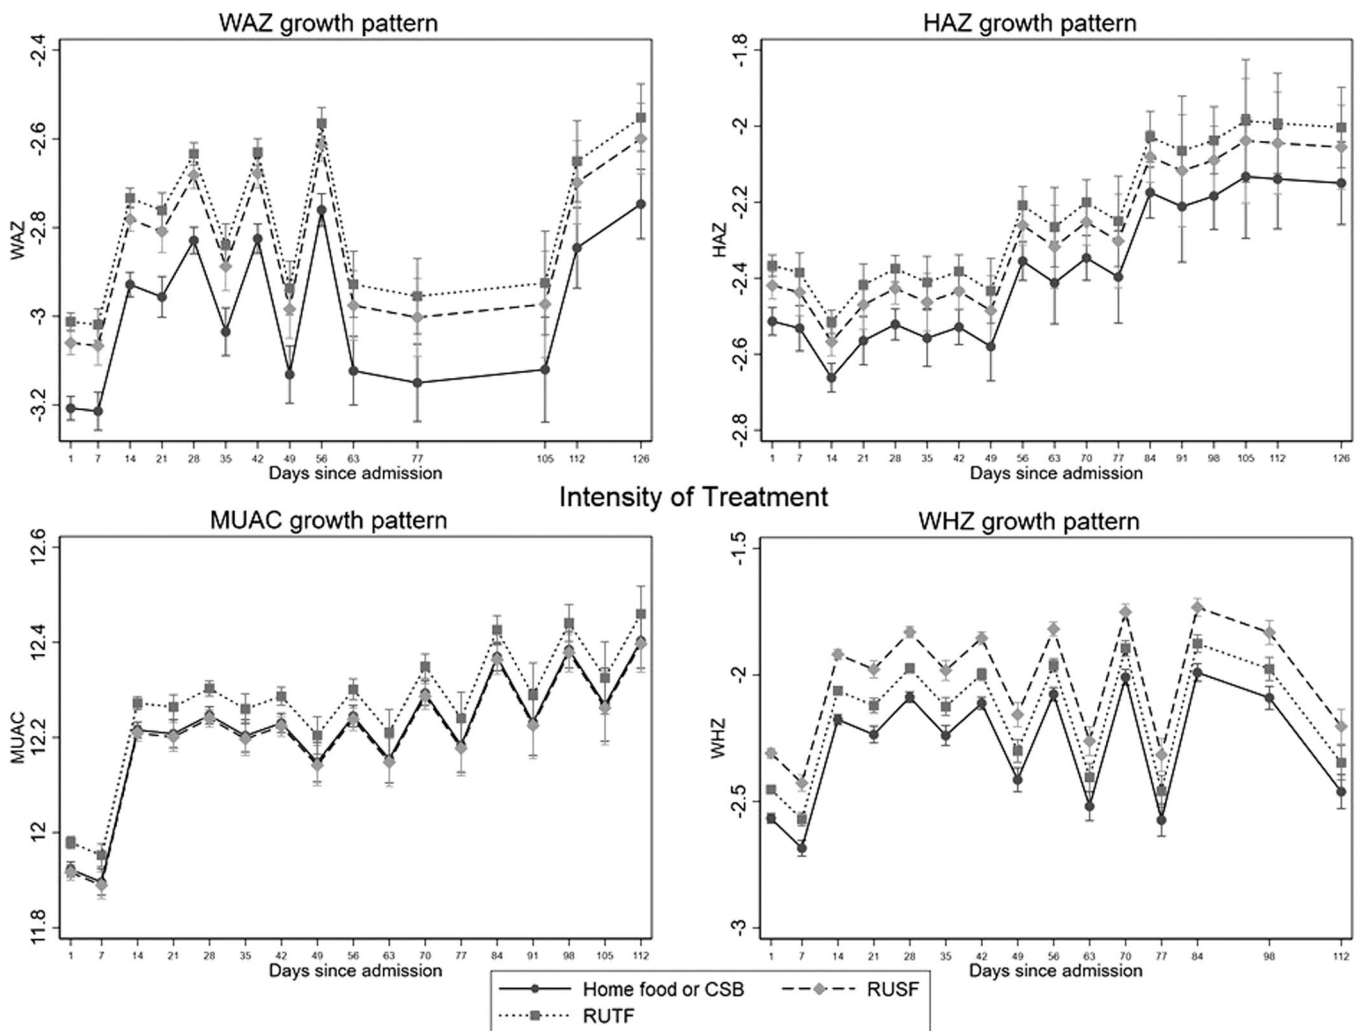 WAZ growth pattern
-2.4
-2.6
-2.8
-3
-3.2
WAZ
1 7 14 21 28 35 42 49 56 63 77 105 112 126
Days since admission
HAZ growth pattern
-1.8
-2
-2.2
-2.4
-2.6
-2.8
HAZ
1 7 14 21 28 35 42 49 56 63 70 77 84 91 98 105 112 126
Days since admission
Intensity of Treatment
MUAC growth pattern
12.6
12.4
12.2
12
11.8
MUAC
1 7 14 21 28 35 42 49 56 63 70 77 84 91 98 105 112
Days since admission
WHZ growth pattern
-1.5
-2
-2.5
-3
WHZ
1 7 14 21 28 35 42 49 56 63 70 77 84 98 112
Days since admission
Home food or CSB
RUSF
RUTF